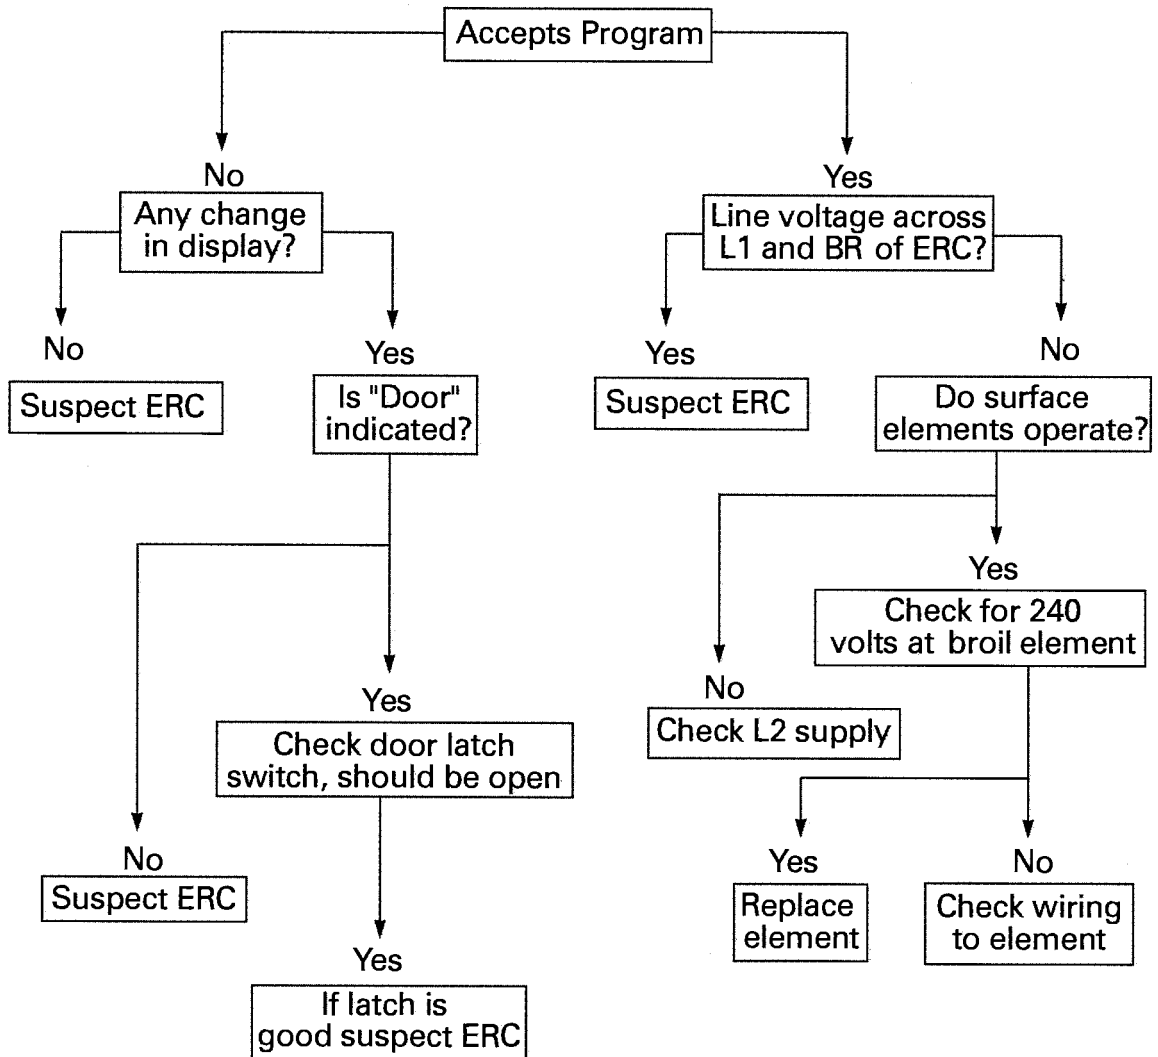 Accepts Program
No
Yes
Any change
in display?
Line voltage across
L1 and BR of ERC?
No
Yes
Yes
No
Suspect ERC
Is "Door"
indicated?
Suspect ERC
Do surface
elements operate?
Yes
Check for 240
volts at broil element
Yes
No
Check door latch
switch, should be open
Check L2 supply
No
Yes
No
Suspect ERC
Replace
element
Check wiring
to element
Yes
If latch is
good suspect ERC